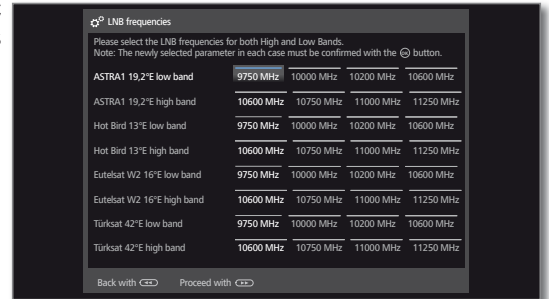 LNB frequencies
Please select the LNB frequencies for both High and Low Bands.
Note: The newly selected parameter in each case must be confirmed with the OK button.
ASTRA1 19,2°E low band 9750 MHz 10000 MHz 10200 MHz 10600 MHz
ASTRA1 19,2°E high band 10600 MHz 10750 MHz 11000 MHz 11250 MHz
Hot Bird 13°E low band 9750 MHz 10000 MHz 10200 MHz 10600 MHz
Hot Bird 13°E high band 10600 MHz 10750 MHz 11000 MHz 11250 MHz
Eutelsat W2 16°E low band 9750 MHz 10000 MHz 10200 MHz 10600 MHz
Eutelsat W2 16°E high band 10600 MHz 10750 MHz 11000 MHz 11250 MHz
Türksat 42°E low band 9750 MHz 10000 MHz 10200 MHz 10600 MHz
Türksat 42°E high band 10600 MHz 10750 MHz 11000 MHz 11250 MHz
Back with Proceed with